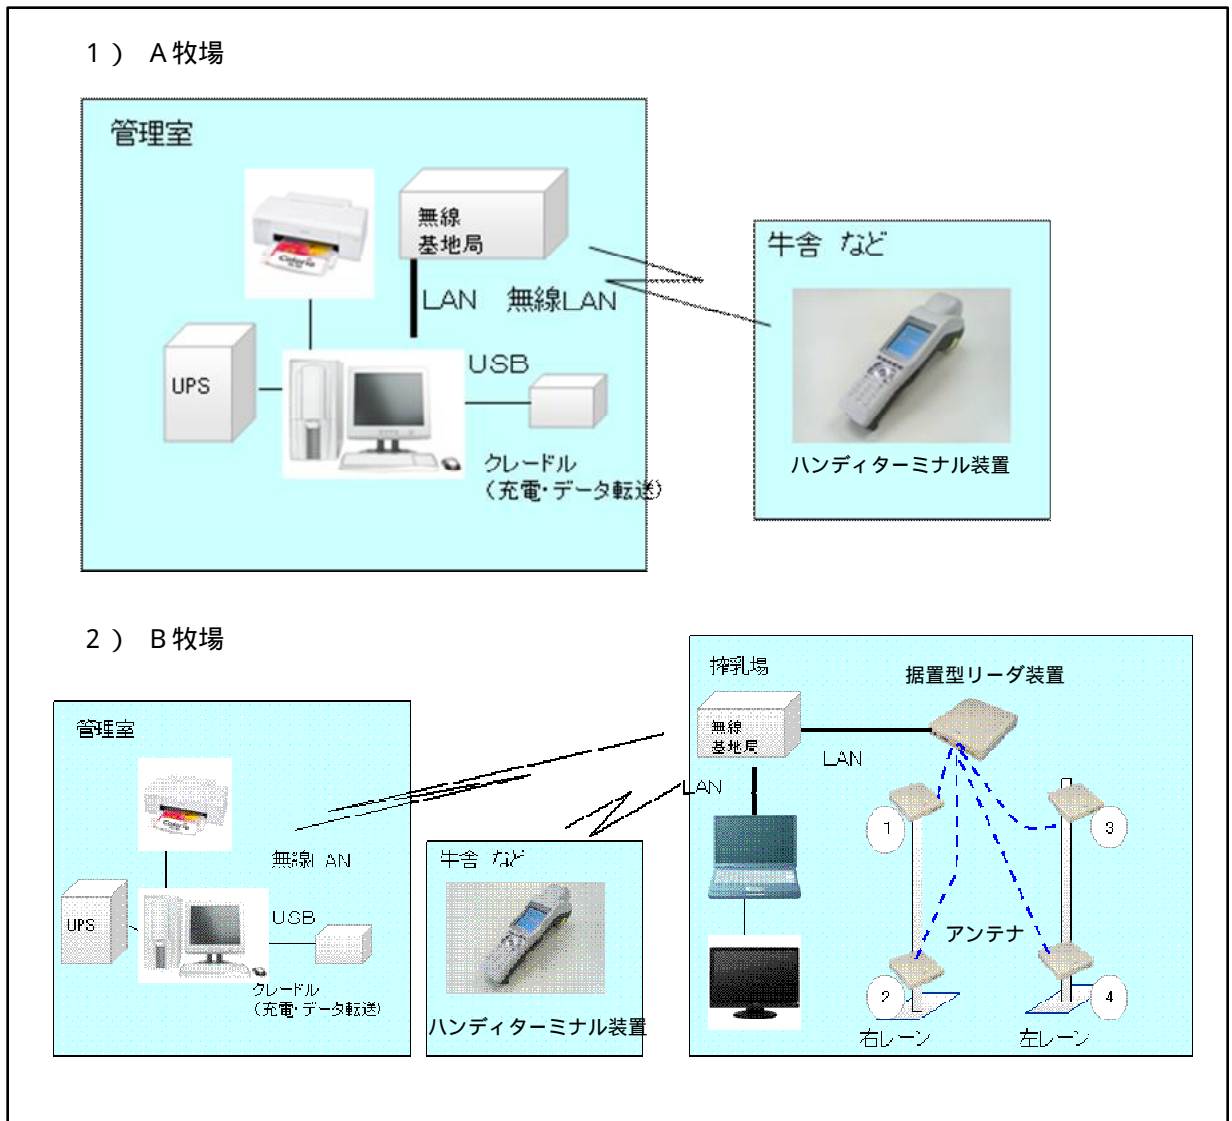 1） A牧場
管理室
無線
基地局
LAN 無線LAN
UPS
USB
クレードル
（充電・データ転送）
牛舎 など
ハンディターミナル装置
2） B牧場
管理室
無線LAN
UPS
USB
クレードル
（充電・データ転送）
牛舎 など
ハンディターミナル装置
搾乳場
据置型リーダ装置
無線
基地局
LAN
LAN
1
3
アンテナ
2
4
右レーン
左レーン